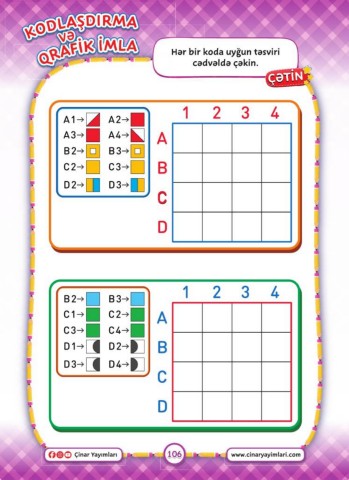 KODLAŞDIRMA
və
QRAFİK İMLA
Hər bir koda uyğun təsviri
cədvəldə çəkin.
ÇƏTİN
1 2 3 4
A1→ A2→
A3→ A4→
B2→ B3→
C2→ C3→
D2→ D3→
A
B
C
D
1 2 3 4
B2→ B3→
C1→ C2→
C3→ C4→
D1→ D2→
D3→ D4→
A
B
C
D
Çinar Yayımları
106
www.cinaryayimlari.com